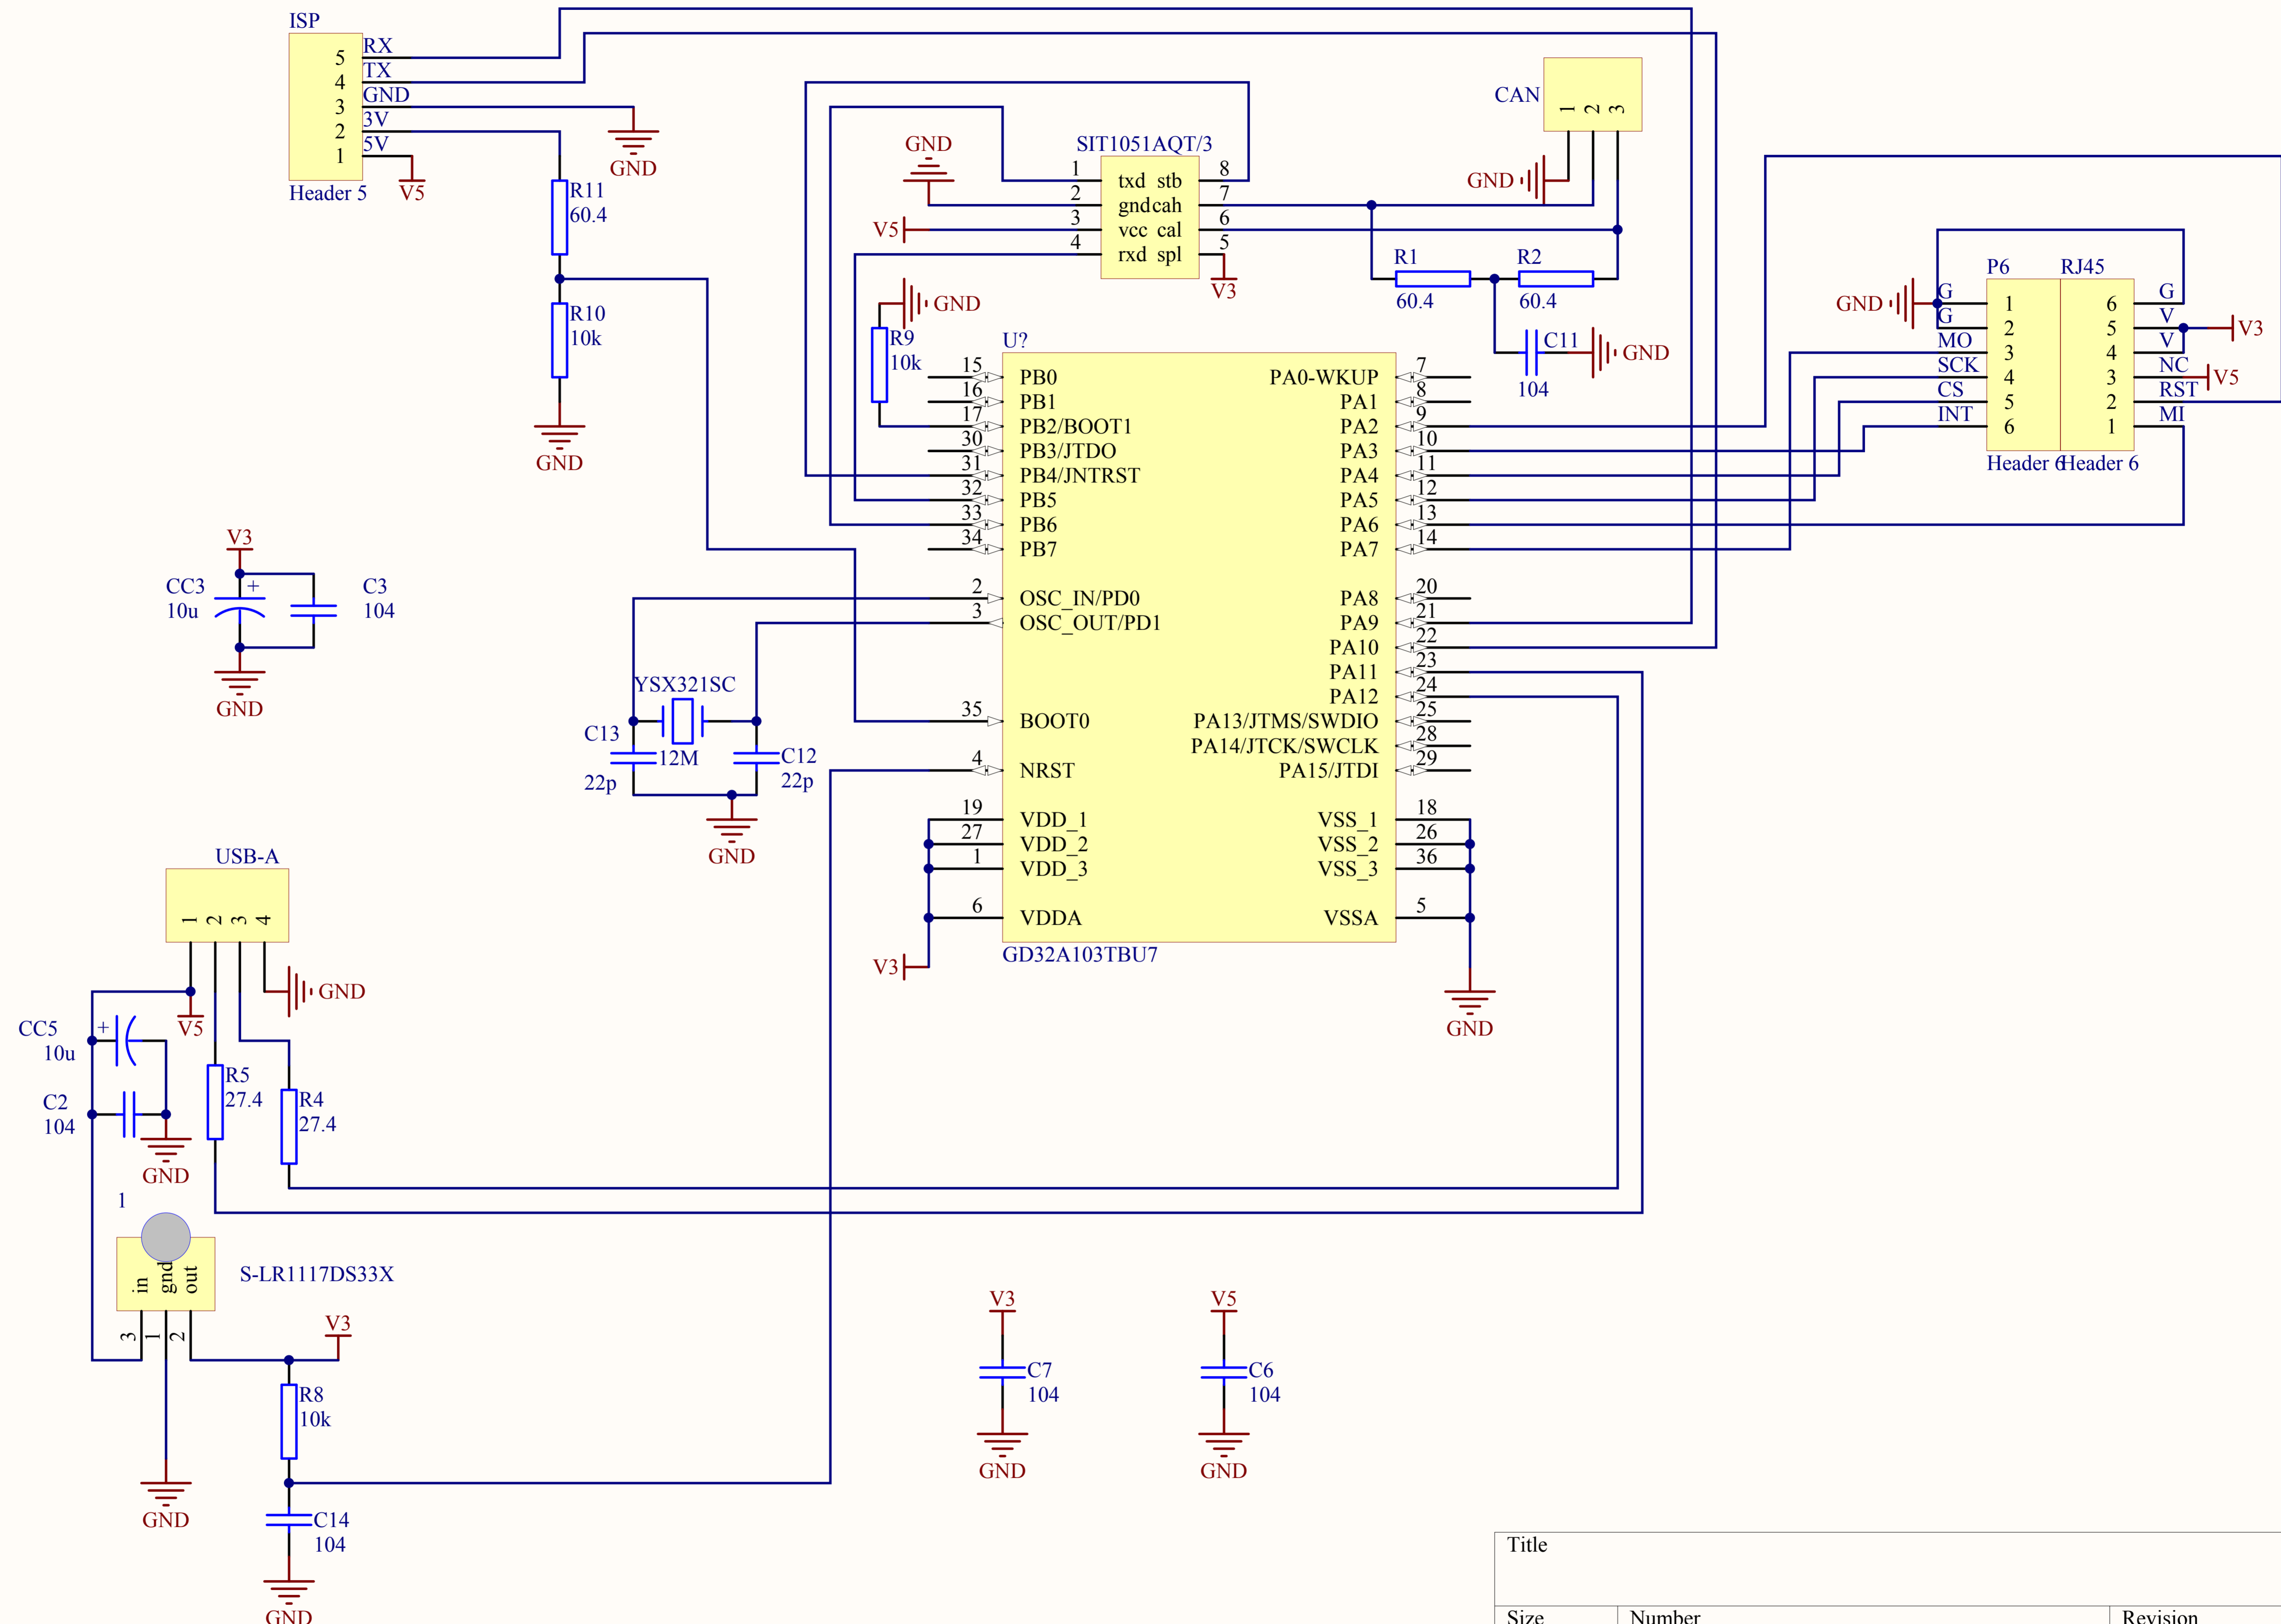 ISP
5 RX
4 TX
3 GND
2 3V
1 5V
Header 5
V5
GND
R11
60.4
R10
10k
GND
SIT1051AQT/3
GND
V5
1 txd stb 8
2 gnd cah 7
3 vcc cal 6
4 rxd spl 5
V3
CAN
1 2 3
GND
R1
60.4
R2
60.4
C11
104
GND
GND
R9
10k
P6 RJ45
GND
G 1 6 G
G 2 5 V
MO 3 4 V
SCK 4 3 NC
CS 5 2 RST
INT 6 1 MI
V3
V5
Header 6 Header 6
U?
15 PB0 PA0-WKUP 7
16 PB1 PA1 8
17 PB2/BOOT1 PA2 9
30 PB3/JTDO PA3 10
31 PB4/JNTRST PA4 11
32 PB5 PA5 12
33 PB6 PA6 13
34 PB7 PA7 14
2 OSC_IN/PD0 PA8 20
3 OSC_OUT/PD1 PA9 21
PA10 22
PA11 23
PA12 24
35 BOOT0 PA13/JTMS/SWDIO 25
PA14/JTCK/SWCLK 28
4 NRST PA15/JTDI 29
19 VDD_1 VSS_1 18
27 VDD_2 VSS_2 26
1 VDD_3 VSS_3 36
6 VDDA VSSA 5
GD32A103TBU7
V3
GND
V3
CC3
10u
+
C3
104
GND
YSX321SC
12M
C13
22p
C12
22p
GND
USB-A
1 2 3 4
GND
V5
CC5
10u
+
C2
104
GND
R5
27.4
R4
27.4
1
in gnd out
S-LR1117DS33X
3 1 2
V3
GND
R8
10k
C14
104
GND
V3
C7
104
GND
V5
C6
104
GND
Title
Size Number Revision